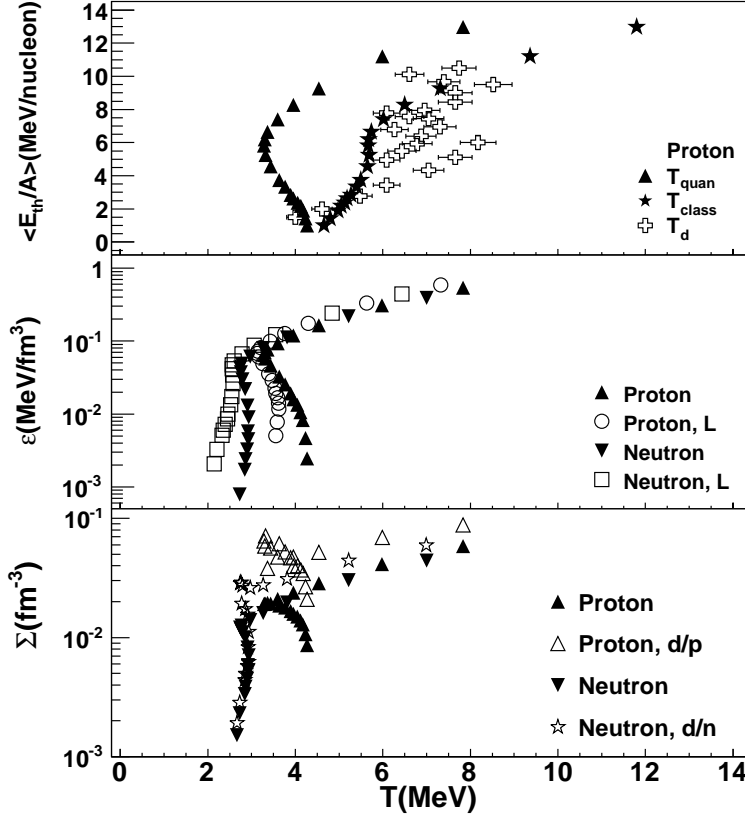 <E_th/A>(MeV/nucleon)
14
12
10
8
6
4
2
0
Proton
T_quan
T_class
T_d
ε(MeV/fm^3)
1
10^-1
10^-2
10^-3
Proton
Proton, L
Neutron
Neutron, L
Σ(fm^-3)
10^-1
10^-2
10^-3
Proton
Proton, d/p
Neutron
Neutron, d/n
0 2 4 6 8 10 12 14
T(MeV)